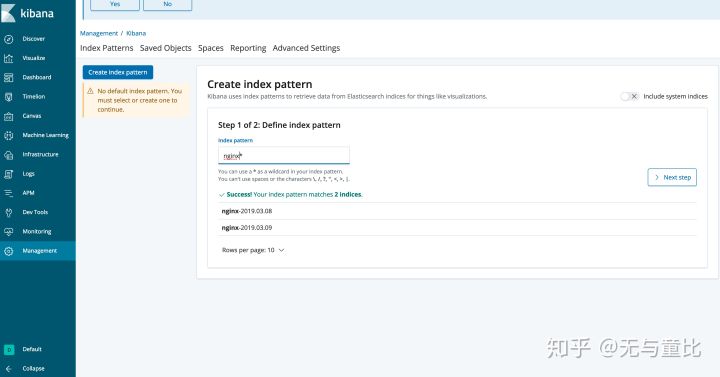 kibana
Yes
No
Discover
Visualize
Dashboard
Timelion
Canvas
Machine Learning
Infrastructure
Logs
APM
Dev Tools
Monitoring
Management
D
Default
Collapse
Management / Kibana
Index Patterns Saved Objects Spaces Reporting Advanced Settings
Create index pattern
No default index pattern. You
must select or create one to
continue.
Create index pattern
Kibana uses index patterns to retrieve data from Elasticsearch indices for things like visualizations.
Include system indices
Step 1 of 2: Define index pattern
Index pattern
nginx*
You can use a * as a wildcard in your index pattern.
You can't use spaces or the characters \, /, ?, ", <, >, |.
Next step
Success! Your index pattern matches 2 indices.
nginx-2019.03.08
nginx-2019.03.09
Rows per page: 10
知乎 @无与童比